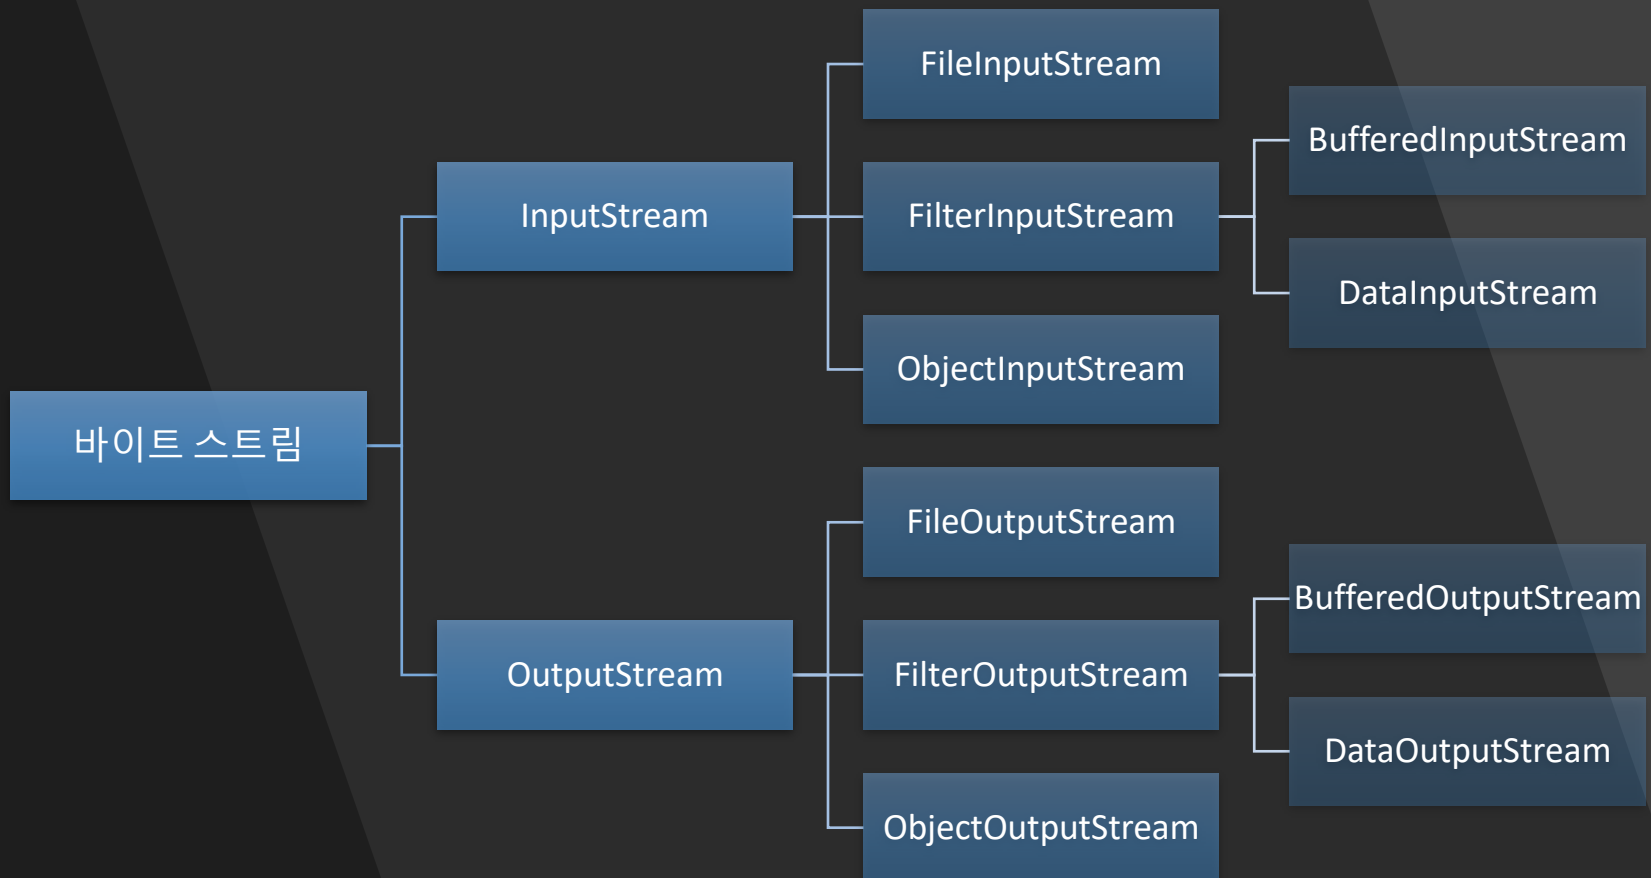 바이트 스트림
InputStream
FileInputStream
FilterInputStream
BufferedInputStream
DataInputStream
ObjectInputStream
OutputStream
FileOutputStream
FilterOutputStream
BufferedOutputStream
DataOutputStream
ObjectOutputStream